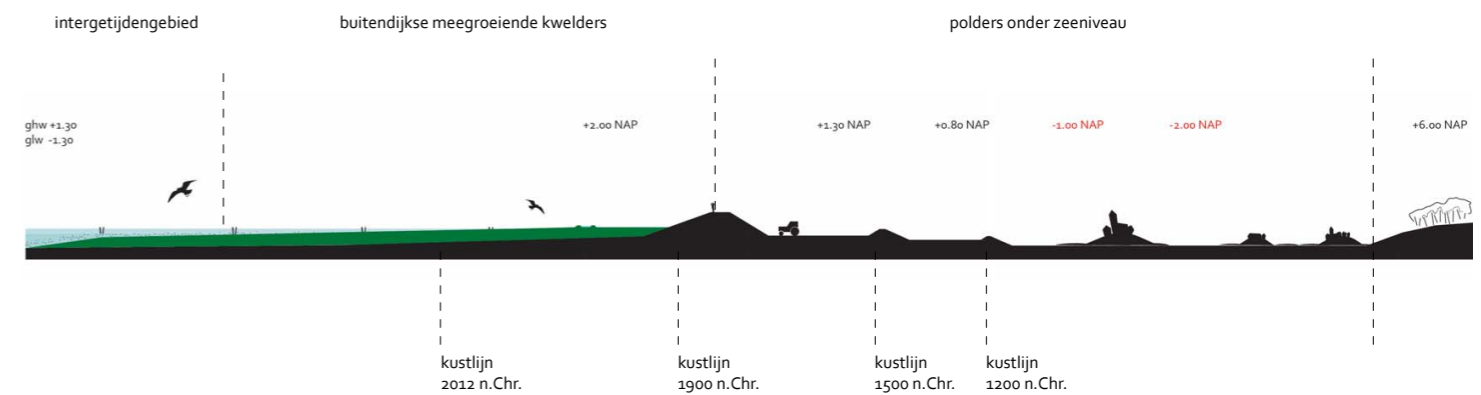 intergetijdengebied
buitendijkse meegroeiende kwelders
polders onder zeeniveau
ghw +1.30
glw -1.30
+2.00 NAP
+1.30 NAP
+0.80 NAP
-1.00 NAP
-2.00 NAP
+6.00 NAP
kustlijn
2012 n.Chr.
kustlijn
1900 n.Chr.
kustlijn
1500 n.Chr.
kustlijn
1200 n.Chr.